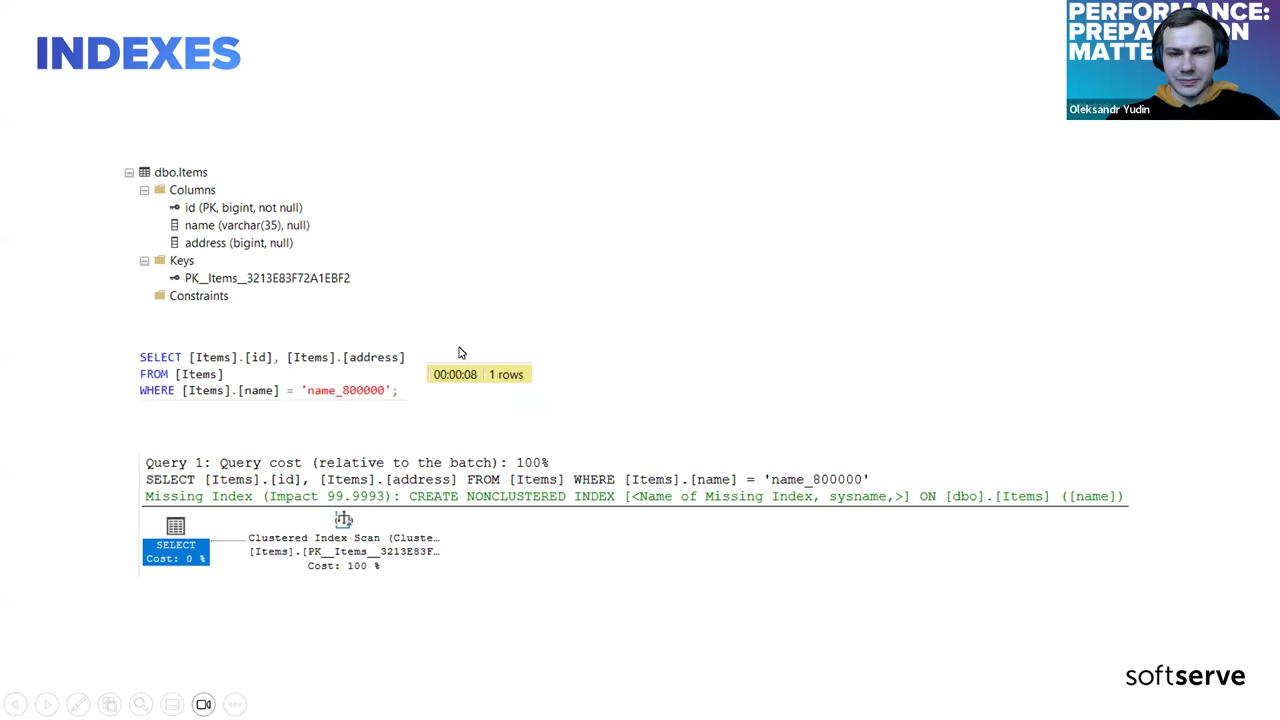 INDEXES
PERFORMANCE:
MATTE
Oleksandr Yudin
dbo.Items
Columns
id (PK, bigint, not null)
name (varchar(35), null)
address (bigint, null)
Keys
PK__Items__3213E83F72A1EBF2
Constraints
SELECT [Items].[id], [Items].[address]
FROM [Items]
WHERE [Items].[name] = 'name_800000';
00:00:08 1 rows
Query 1: Query cost (relative to the batch): 100%
SELECT [Items].[id], [Items].[address] FROM [Items] WHERE [Items].[name] = 'name_800000'
Missing Index (Impact 99.9993): CREATE NONCLUSTERED INDEX [<Name of Missing Index, sysname,>] ON [dbo].[Items] ([name])
SELECT
Cost: 0 %
Clustered Index Scan (Cluste…
[Items].[PK__Items__3213E83F…
Cost: 100 %
softserve